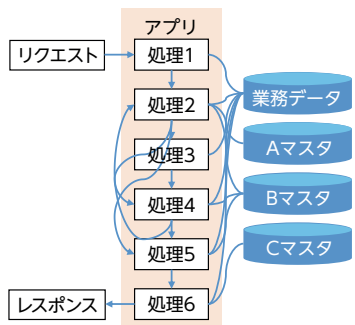 アプリ
リクエスト
処理1
処理2
処理3
処理4
処理5
処理6
レスポンス
業務データ
Aマスタ
Bマスタ
Cマスタ